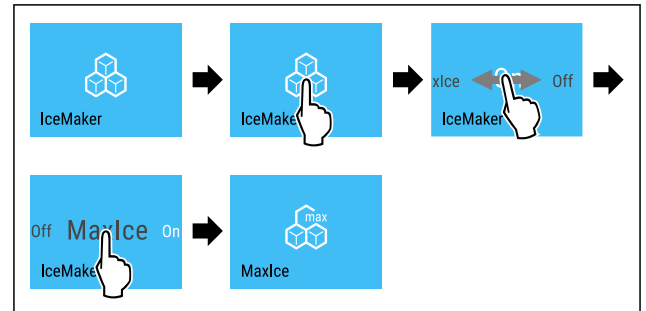 IceMaker
IceMake
xIce Off
IceMaker
Off MaxIce On
IceMake
max
MaxIce